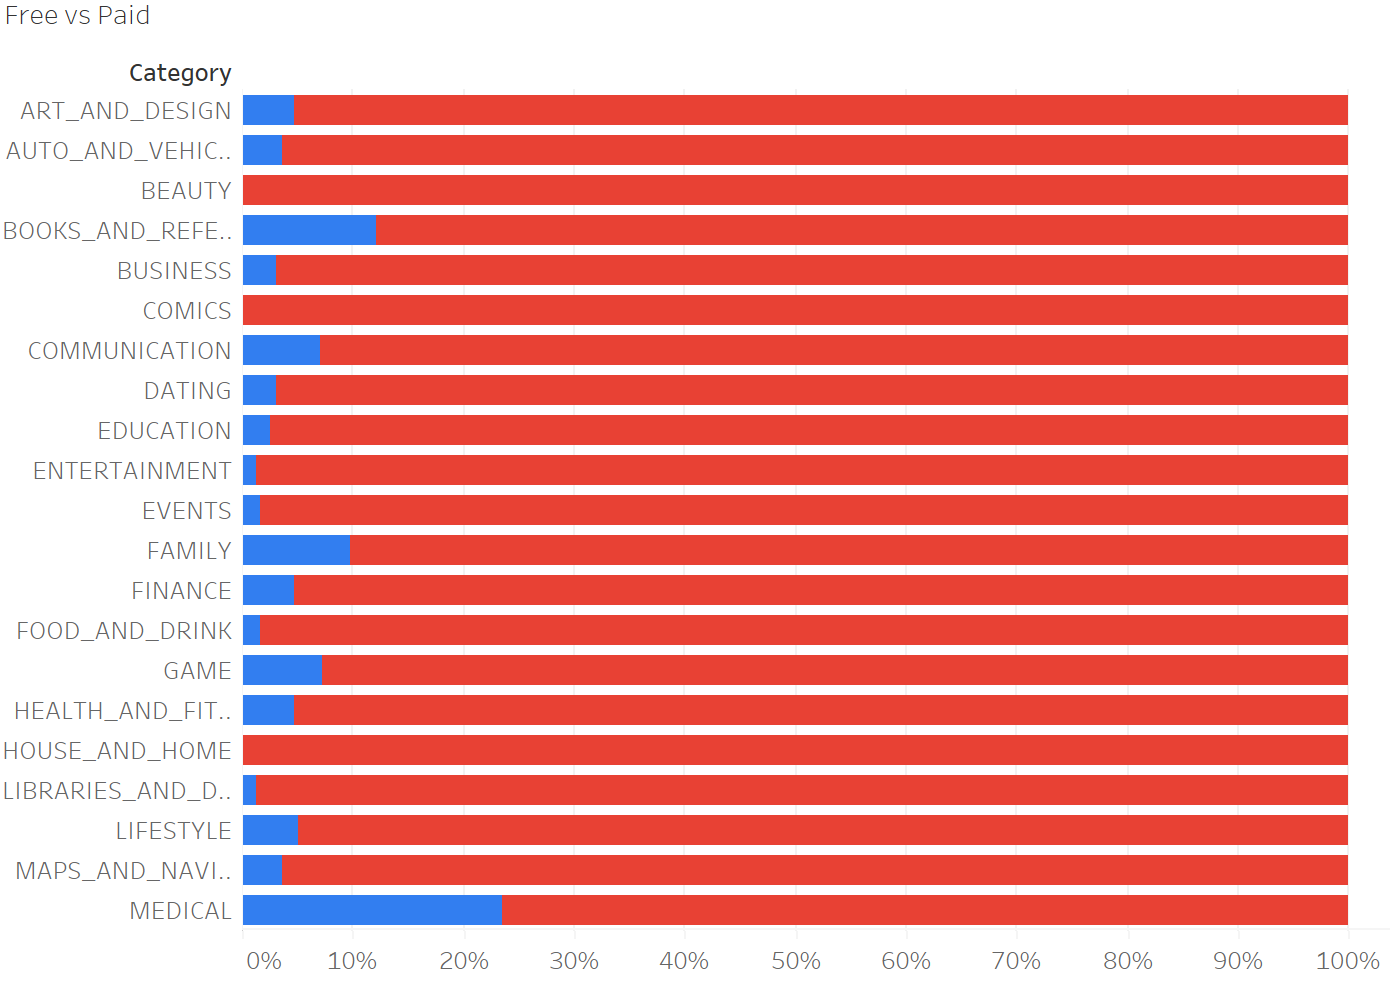 Free vs Paid
Category
ART_AND_DESIGN
AUTO_AND_VEHIC..
BEAUTY
BOOKS_AND_REFE..
BUSINESS
COMICS
COMMUNICATION
DATING
EDUCATION
ENTERTAINMENT
EVENTS
FAMILY
FINANCE
FOOD_AND_DRINK
GAME
HEALTH_AND_FIT..
HOUSE_AND_HOME
LIBRARIES_AND_D..
LIFESTYLE
MAPS_AND_NAVI..
MEDICAL
0% 10% 20% 30% 40% 50% 60% 70% 80% 90% 100%